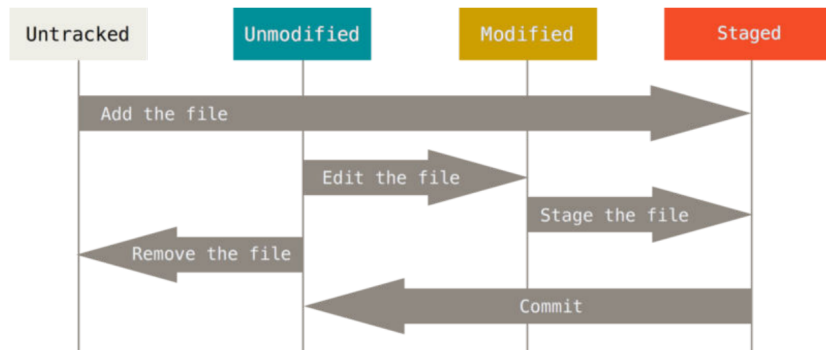 Untracked
Unmodified
Modified
Staged
Add the file
Edit the file
Stage the file
Remove the file
Commit